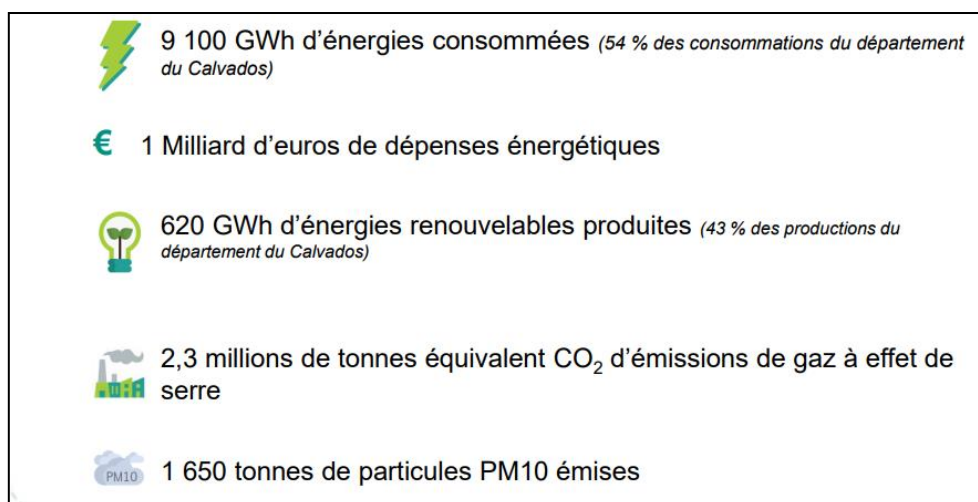 9 100 GWh d’énergies consommées (54 % des consommations du département
du Calvados)
€ 1 Milliard d’euros de dépenses énergétiques
620 GWh d’énergies renouvelables produites (43 % des productions du
département du Calvados)
2,3 millions de tonnes équivalent CO₂ d’émissions de gaz à effet de
serre
PM10 1 650 tonnes de particules PM10 émises